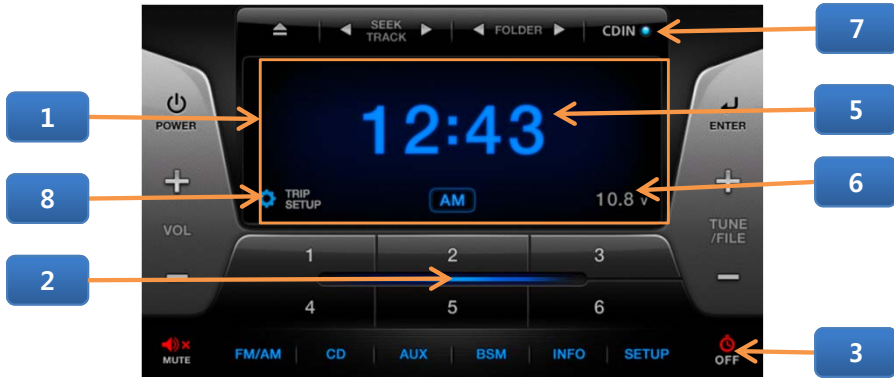 SEEK
TRACK
FOLDER
CDIN
7
1
POWER
12:43
5
ENTER
8
TRIP
SETUP
AM
10.8 v
6
VOL
TUNE
/FILE
1
2
3
2
4
5
6
MUTE
FM/AM
CD
AUX
BSM
INFO
SETUP
OFF
3